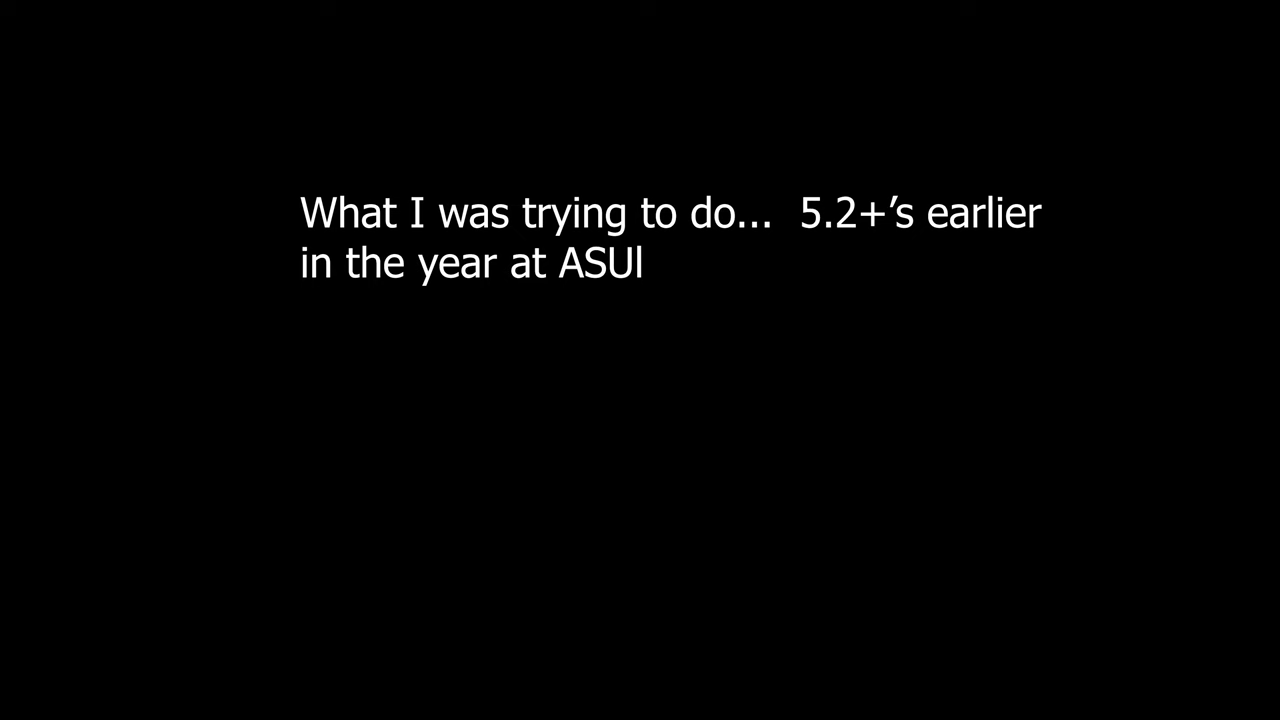 What I was trying to do...  5.2+’s earlier
in the year at ASUl